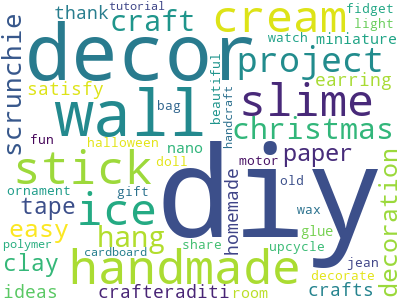 thank
tutorial
cream
fidget
craft
light
decor
watch
miniature
scrunchie
project
earring
satisfy
beautiful
wall
bag
handcraft
slime
halloween
christmas
fun
stick
nano
paper
doll
ice
diy
motor
old
decoration
ornament
tape
gift
homemade
hang
wax
easy
handmade
glue
polymer
share
upcycle
clay
cardboard
jean
room
decorate
ideas
crafteraditi
crafts